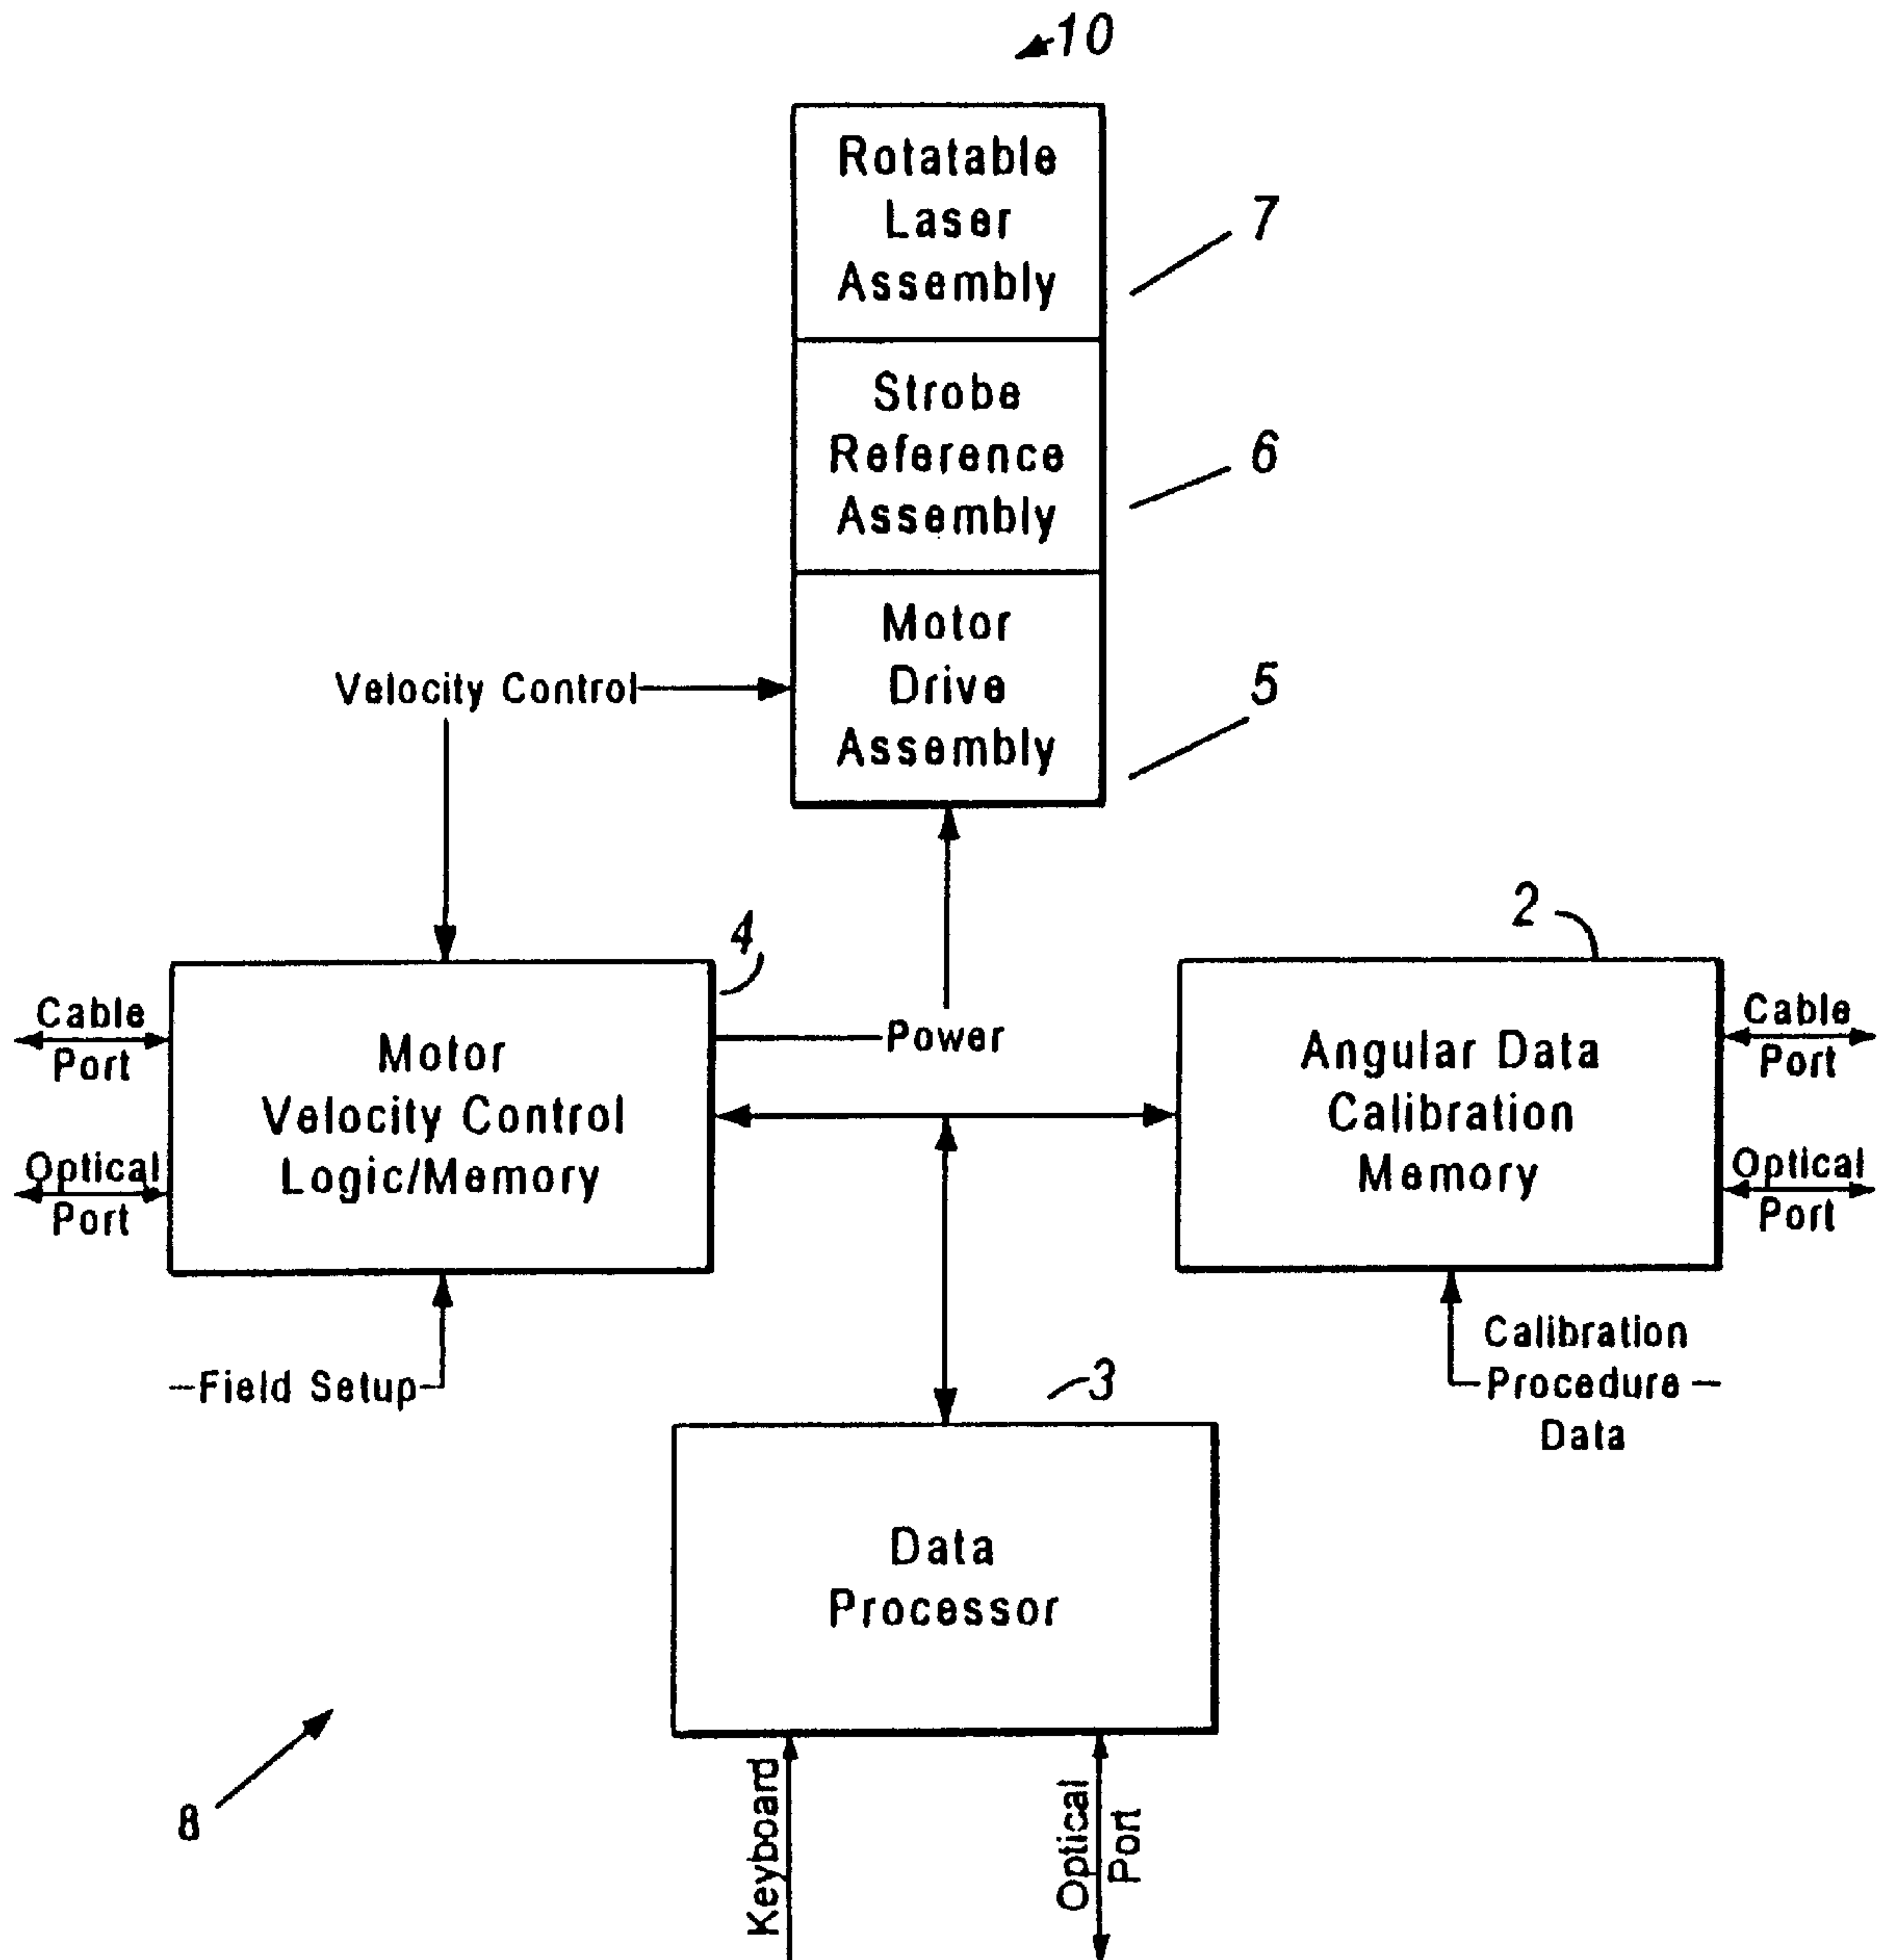 10
Rotatable
Laser
Assembly
7
Strobe
Reference
Assembly
6
Motor
Drive
Assembly
5
Velocity Control
4
2
Cable
Port
Optical
Port
Motor
Velocity Control
Logic/Memory
Power
Angular Data
Calibration
Memory
Cable
Port
Optical
Port
Field Setup
Calibration
Procedure
Data
3
Data
Processor
8
Keyboard
Optical
Port